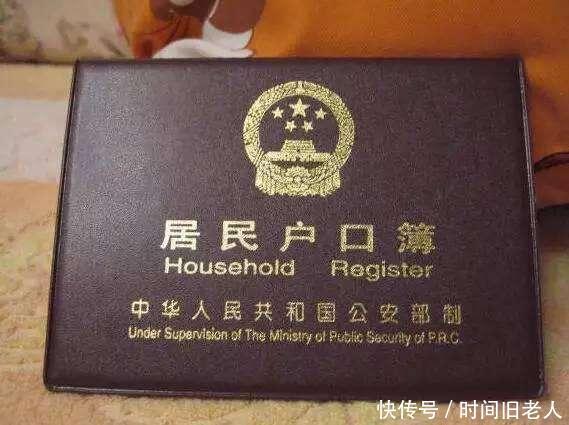 居民户口簿
Household Register
中华人民共和国公安部制
Under Supervision of The Ministry of Public Security of P.R.C.
快传号/时间旧老人